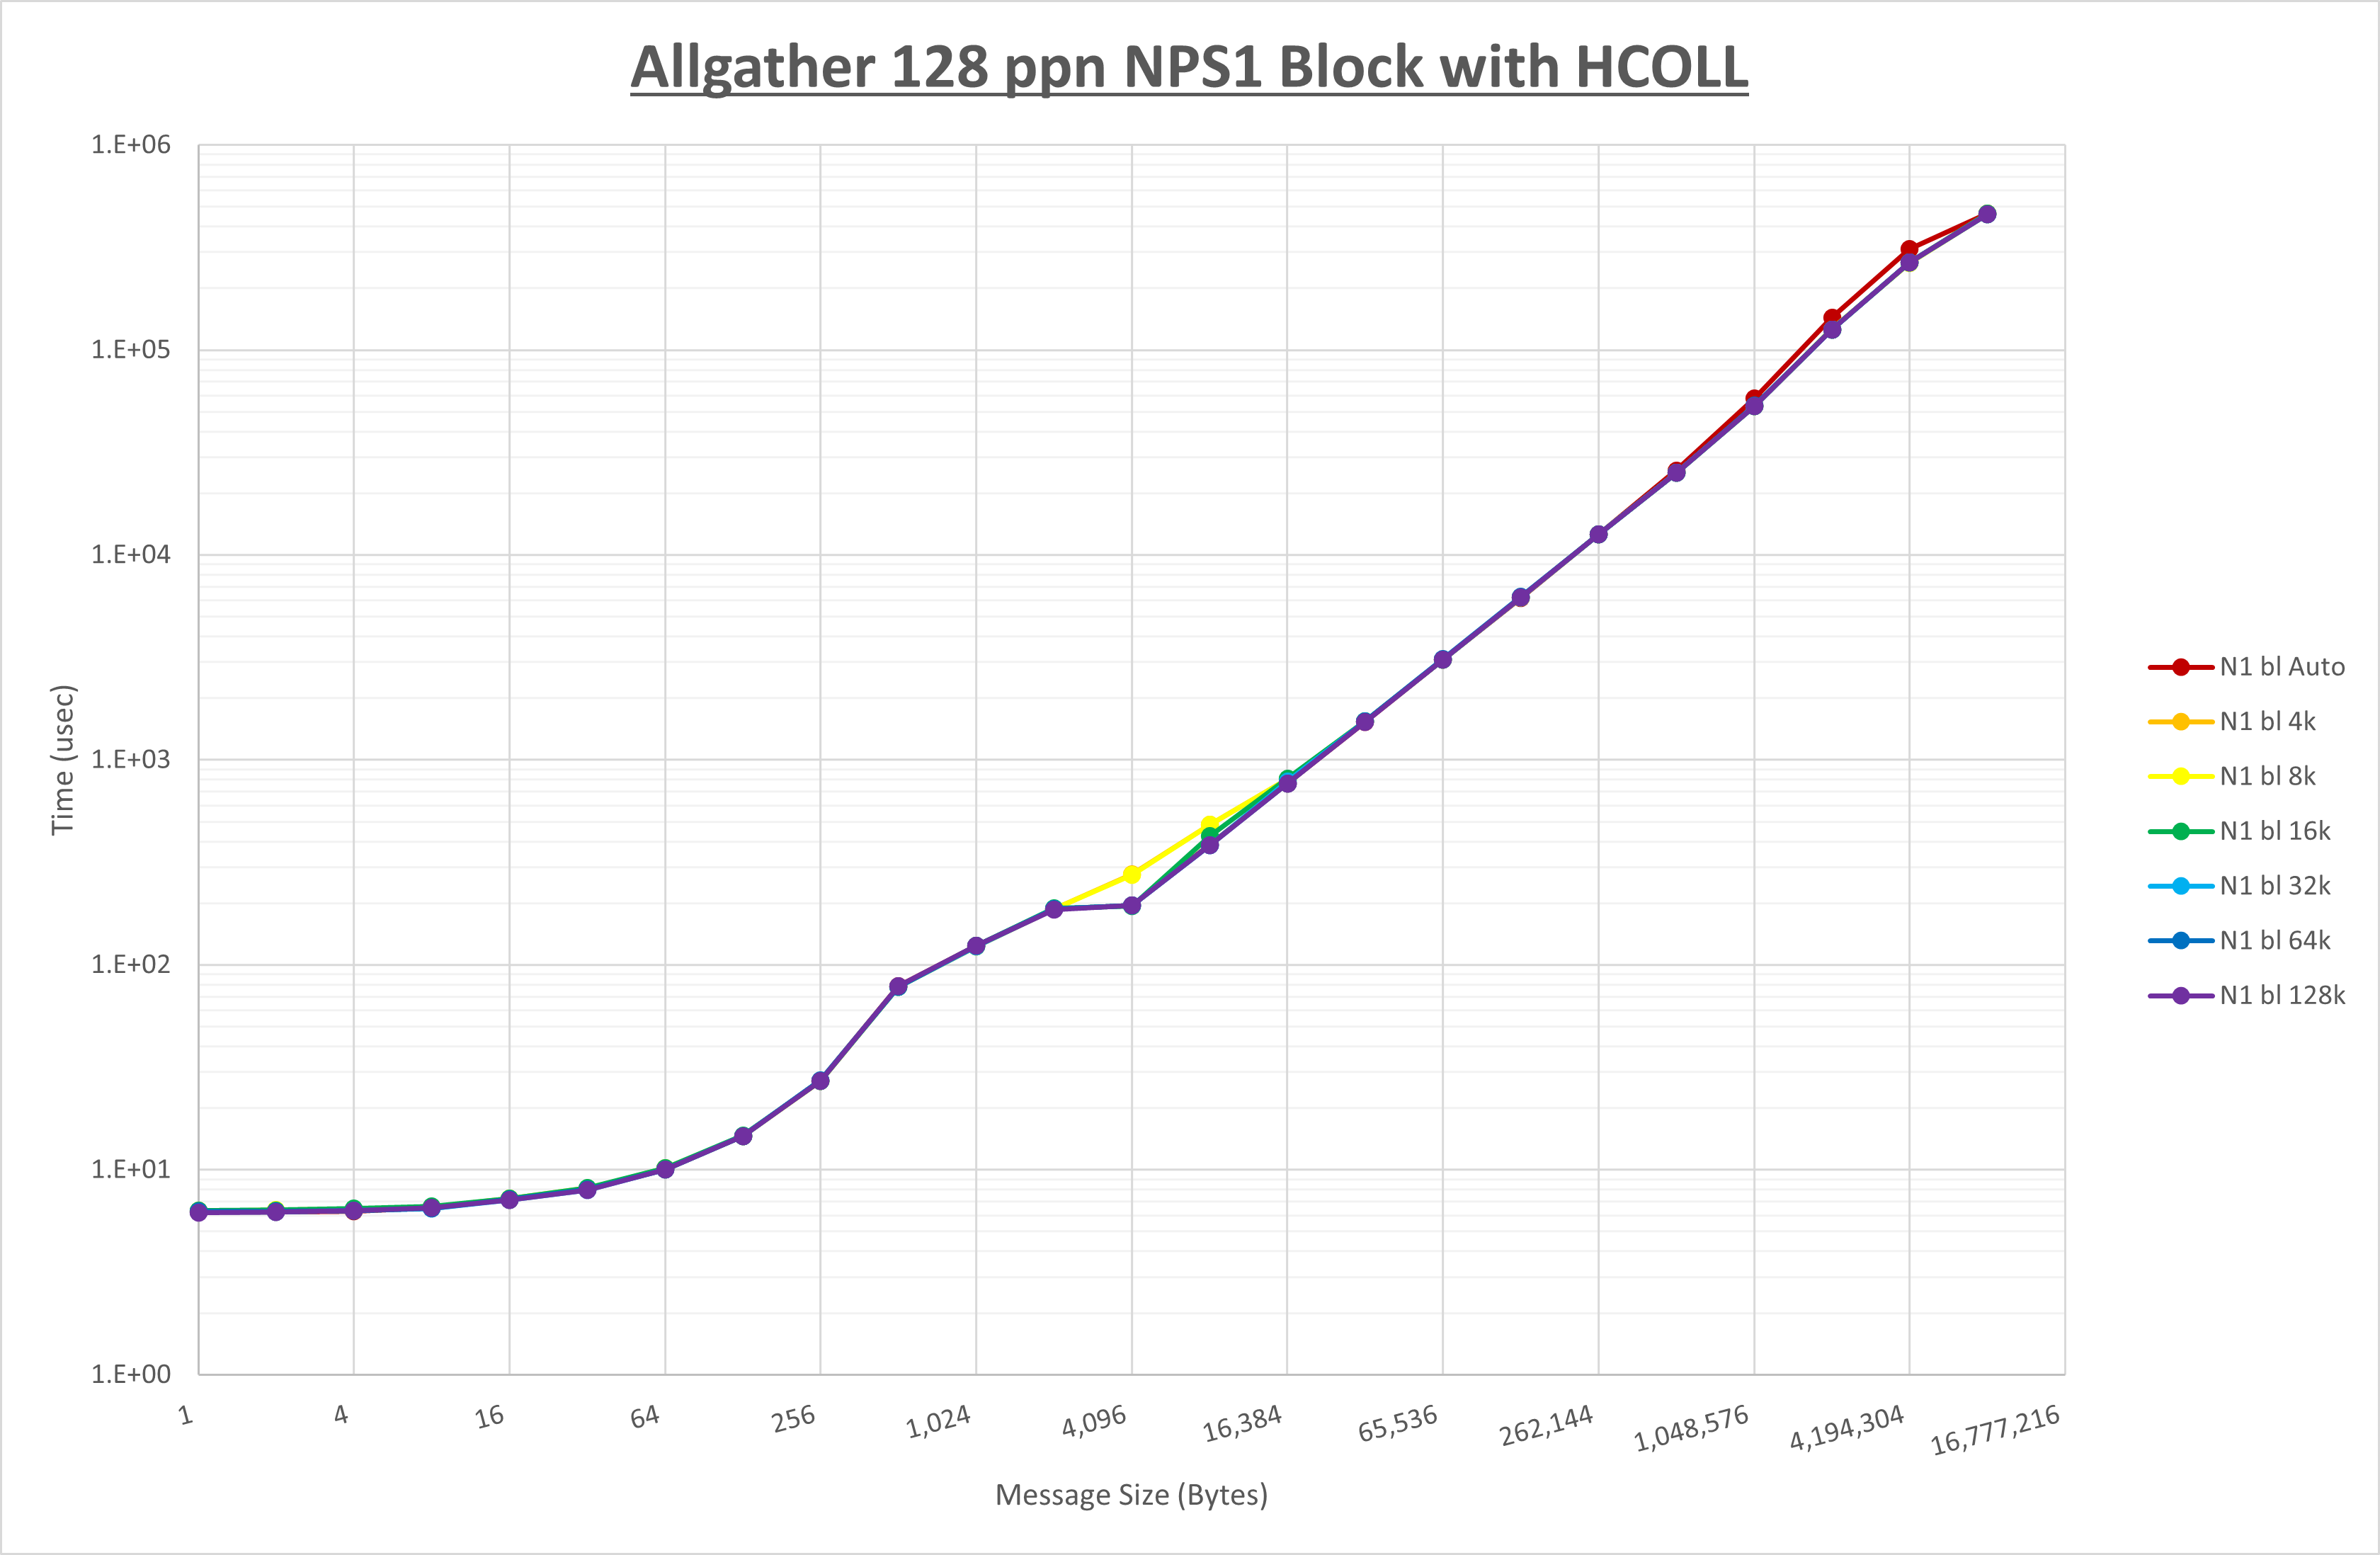 Allgather 128 ppn NPS1 Block with HCOLL
1.E+06
1.E+05
1.E+04
1.E+03
1.E+02
1.E+01
1.E+00
Time (usec)
1
4
16
64
256
1,024
4,096
16,384
65,536
262,144
1,048,576
4,194,304
16,777,216
Message Size (Bytes)
N1 bl Auto
N1 bl 4k
N1 bl 8k
N1 bl 16k
N1 bl 32k
N1 bl 64k
N1 bl 128k